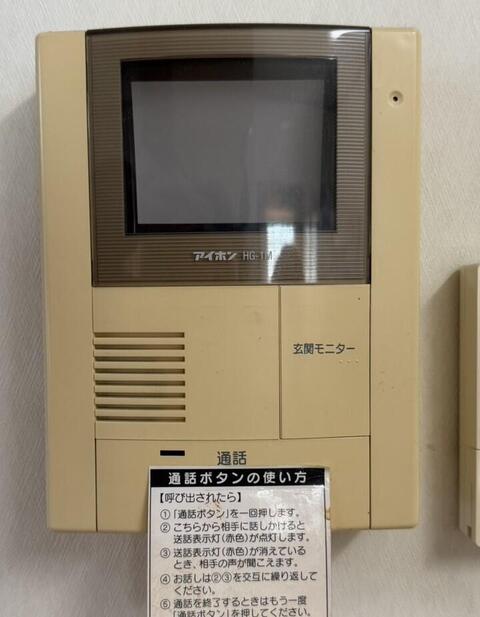 アイホン HG-1M
玄関モニター
通話
通話ボタンの使い方
【呼び出されたら】
①「通話ボタン」を一回押します。
② こちらから相手に話しかけると
送話表示灯(赤色)が点灯します。
③ 送話表示灯(赤色)が消えている
とき、相手の声が聞こえます。
④ お話しは②③を交互に繰り返して
ください。
⑤ 通話を終了するときはもう一度
「通話ボタン」を押してください。